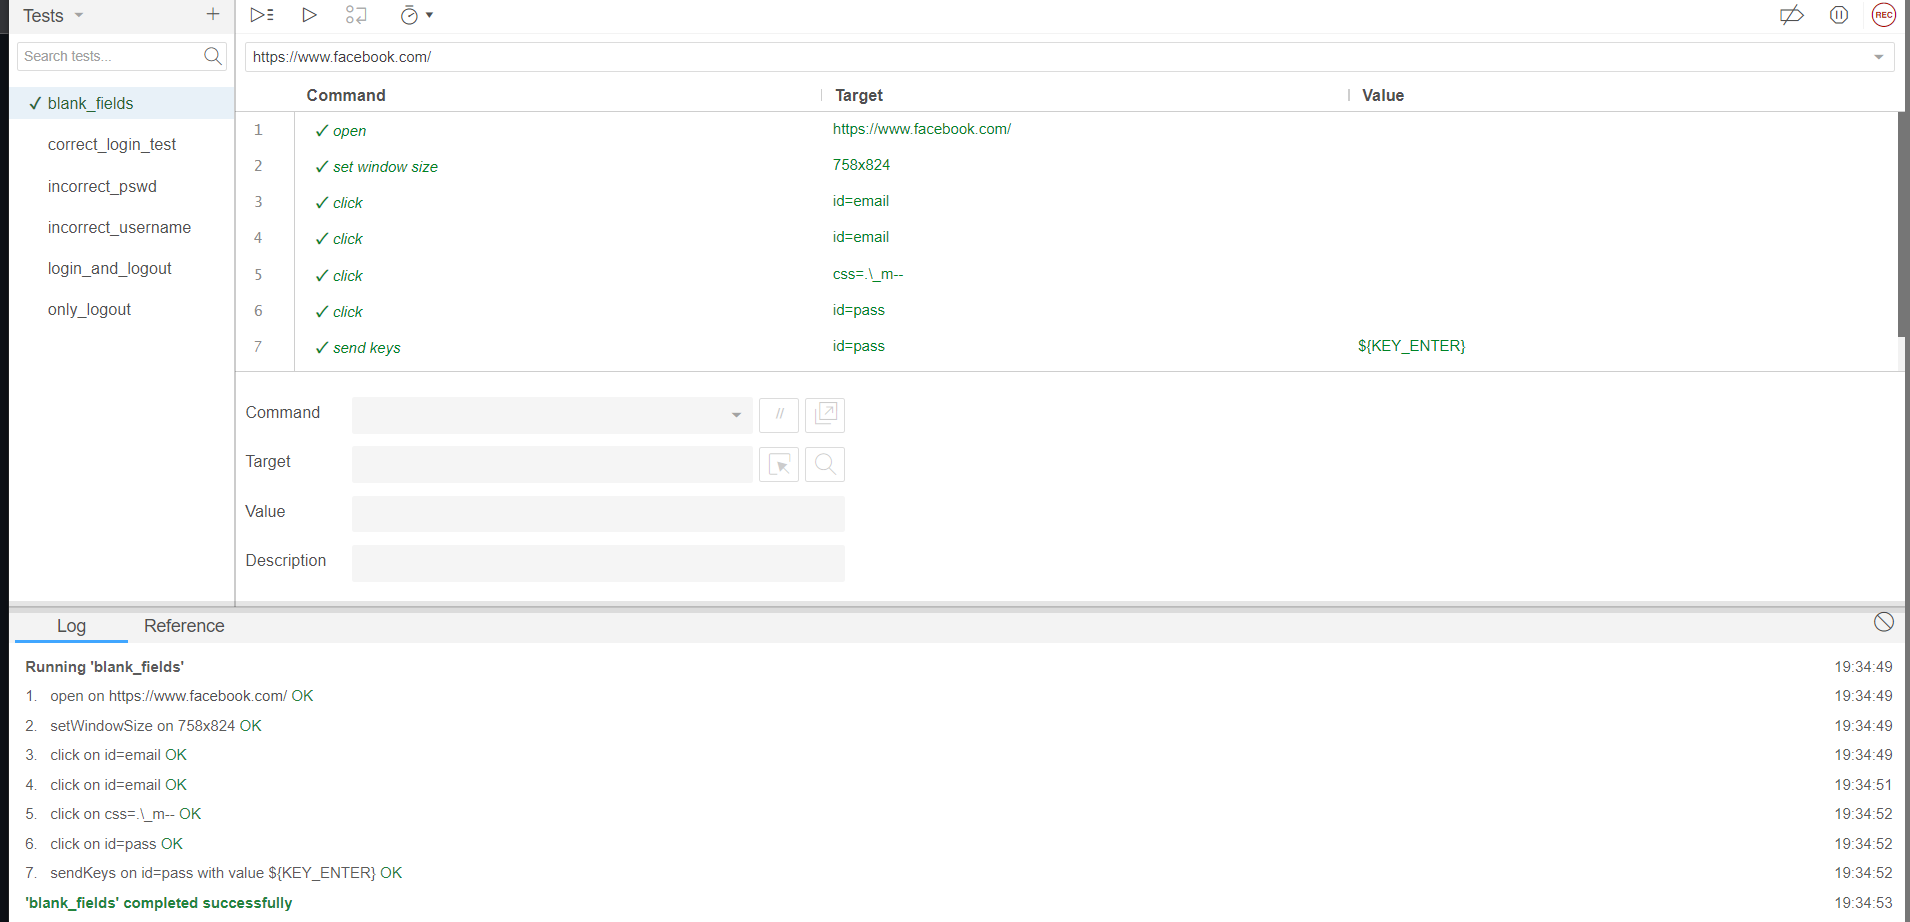 Tests
+
Search tests...
REC
https://www.facebook.com/
✓ blank_fields
correct_login_test
incorrect_pswd
incorrect_username
login_and_logout
only_logout
Command Target Value
1 ✓ open https://www.facebook.com/
2 ✓ set window size 758x824
3 ✓ click id=email
4 ✓ click id=email
5 ✓ click css=.\_m--
6 ✓ click id=pass
7 ✓ send keys id=pass ${KEY_ENTER}
Command //
Target
Value
Description
Log Reference
Running 'blank_fields' 19:34:49
1. open on https://www.facebook.com/ OK 19:34:49
2. setWindowSize on 758x824 OK 19:34:49
3. click on id=email OK 19:34:49
4. click on id=email OK 19:34:51
5. click on css=.\_m-- OK 19:34:52
6. click on id=pass OK 19:34:52
7. sendKeys on id=pass with value ${KEY_ENTER} OK 19:34:52
'blank_fields' completed successfully 19:34:53